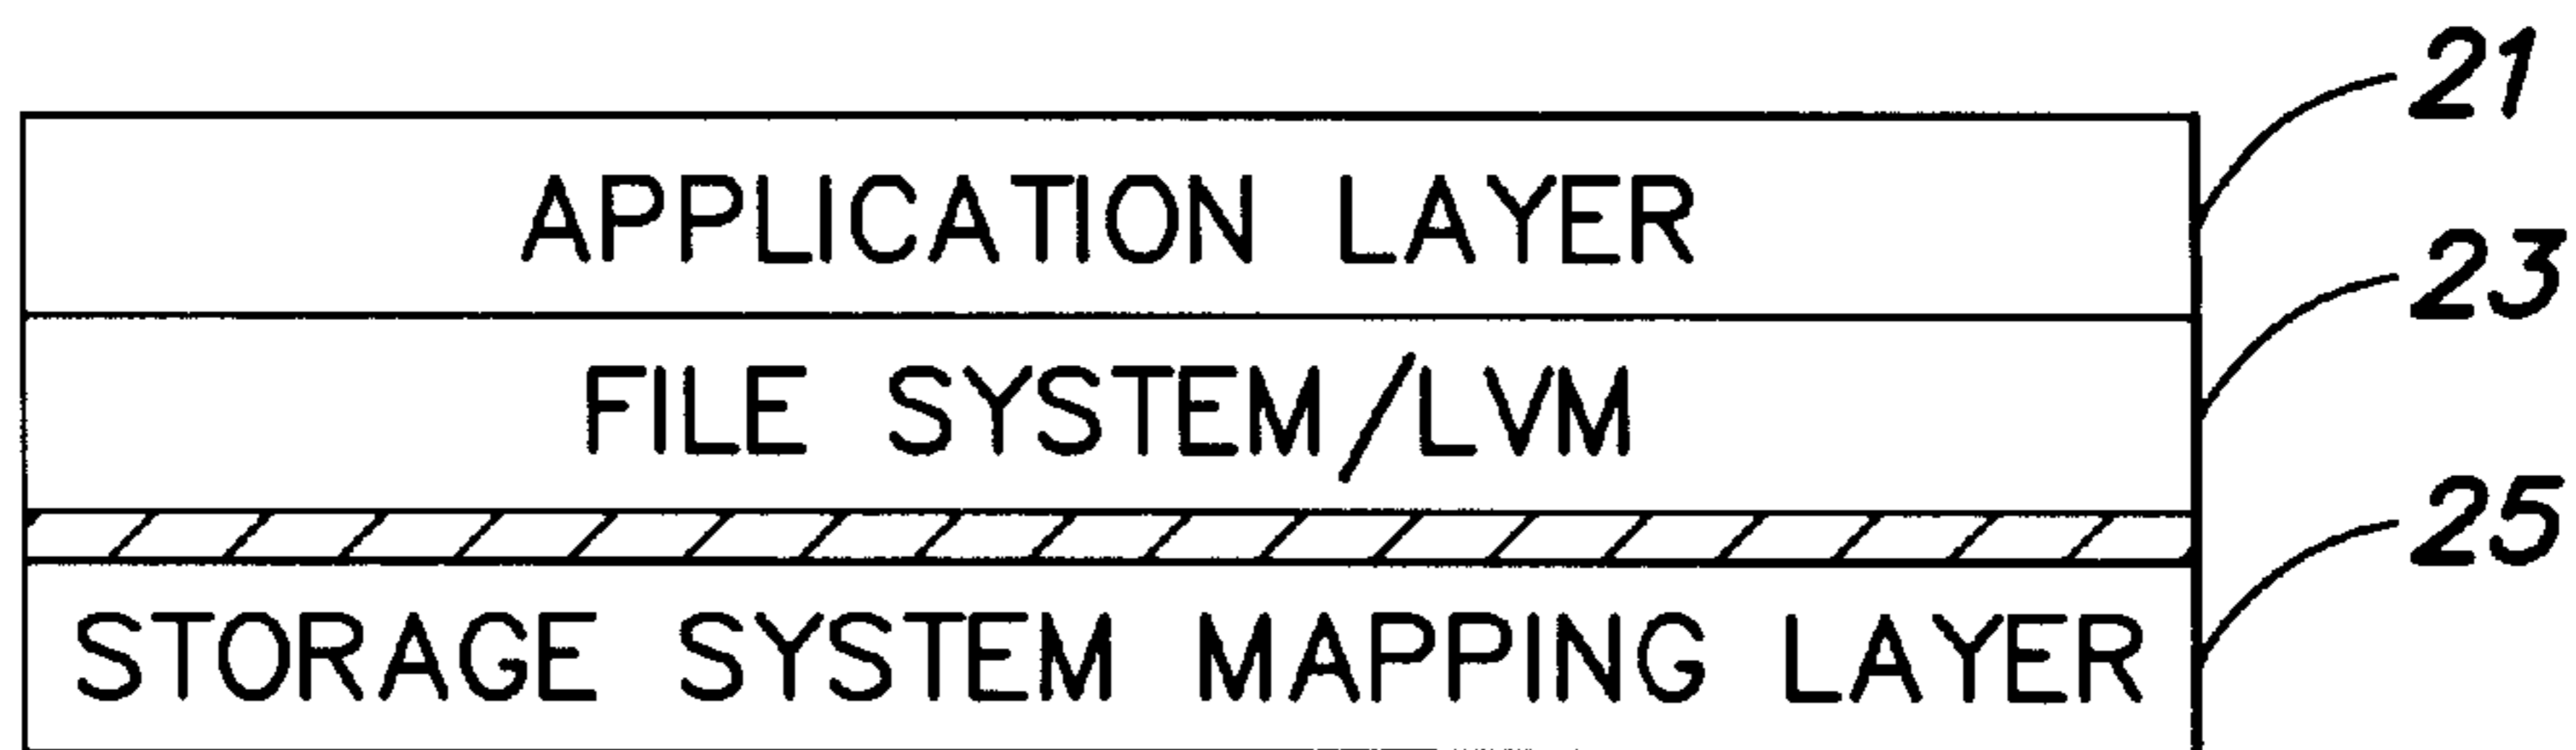 21
APPLICATION LAYER
23
FILE SYSTEM/LVM
25
STORAGE SYSTEM MAPPING LAYER